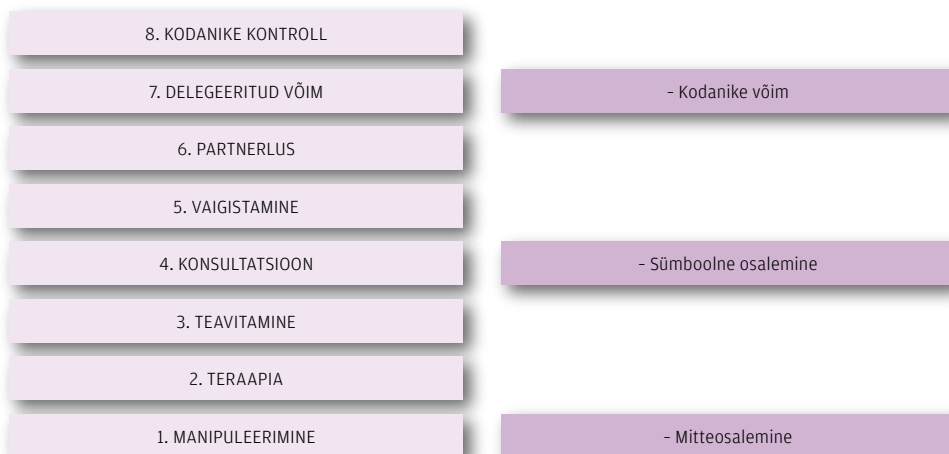 8. KODANIKE KONTROLL
7. DELEGEERITUD VÕIM
– Kodanike võim
6. PARTNERLUS
5. VAIGISTAMINE
4. KONSULTATSIOON
– Sümboolne osalemine
3. TEAVITAMINE
2. TERAAPIA
1. MANIPULEERIMINE
– Mitteosalemine